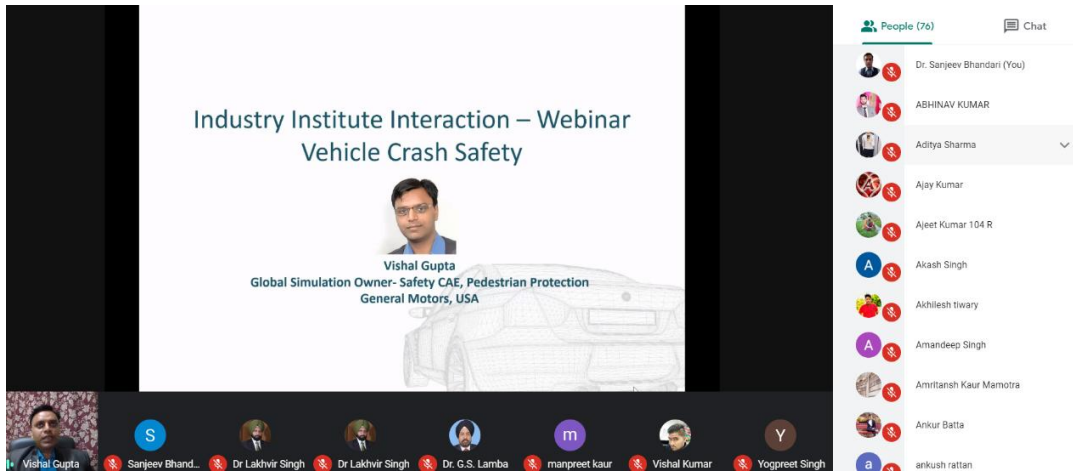 Industry Institute Interaction – Webinar
Vehicle Crash Safety
Vishal Gupta
Global Simulation Owner- Safety CAE, Pedestrian Protection
General Motors, USA
Vishal Gupta
S
Sanjeev Bhand...
Dr Lakhvir Singh
Dr Lakhvir Singh
Dr. G.S. Lamba
m
manpreet kaur
Vishal Kumar
Y
Yogpreet Singh
People (76)
Chat
Dr. Sanjeev Bhandari (You)
ABHINAV KUMAR
Aditya Sharma
Ajay Kumar
Ajeet Kumar 104 R
A
Akash Singh
Akhilesh tiwary
A
Amandeep Singh
Amritansh Kaur Mamotra
Ankur Batta
a
ankush rattan